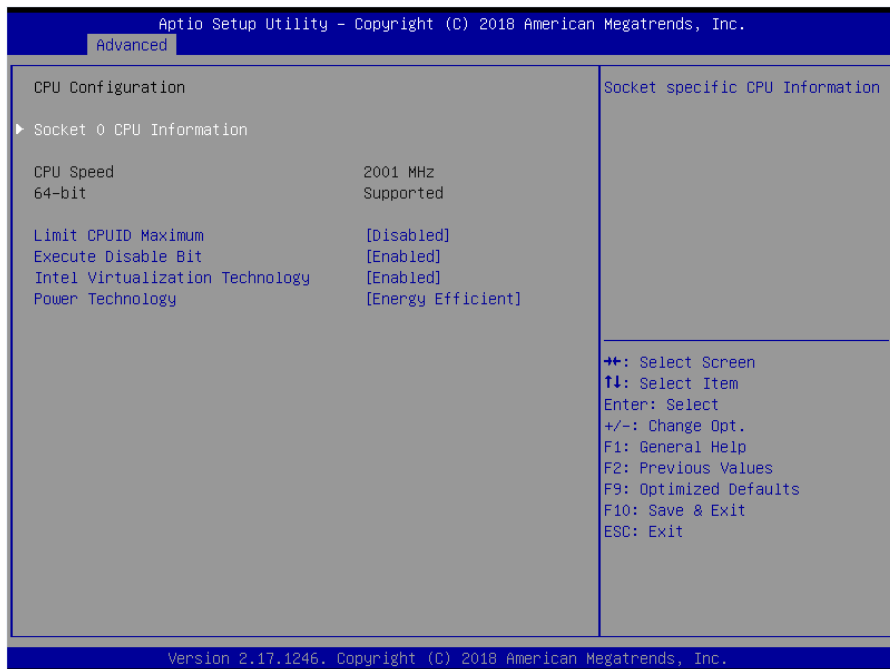 Aptio Setup Utility – Copyright (C) 2018 American Megatrends, Inc.
Advanced
CPU Configuration
Socket 0 CPU Information
CPU Speed 2001 MHz
64-bit Supported
Limit CPUID Maximum [Disabled]
Execute Disable Bit [Enabled]
Intel Virtualization Technology [Enabled]
Power Technology [Energy Efficient]
Socket specific CPU Information
→←: Select Screen
↑↓: Select Item
Enter: Select
+/-: Change Opt.
F1: General Help
F2: Previous Values
F9: Optimized Defaults
F10: Save & Exit
ESC: Exit
Version 2.17.1246. Copyright (C) 2018 American Megatrends, Inc.